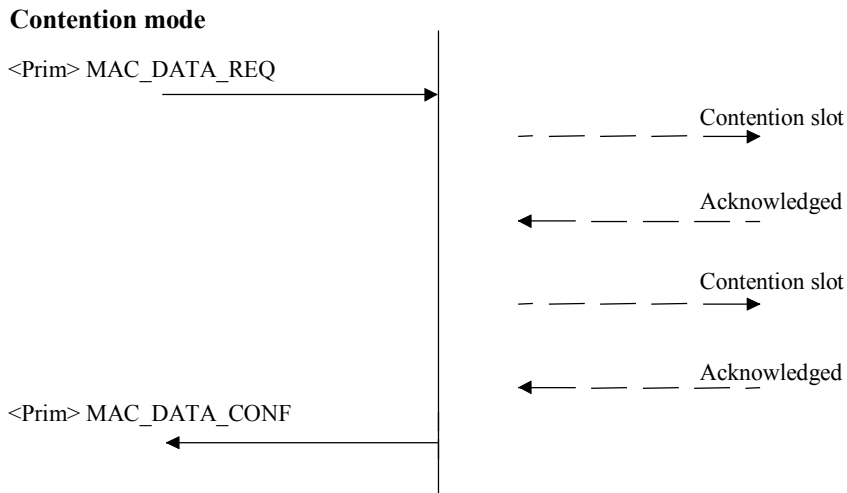 Contention mode
<Prim> MAC_DATA_REQ
Contention slot
Acknowledged
Contention slot
Acknowledged
<Prim> MAC_DATA_CONF